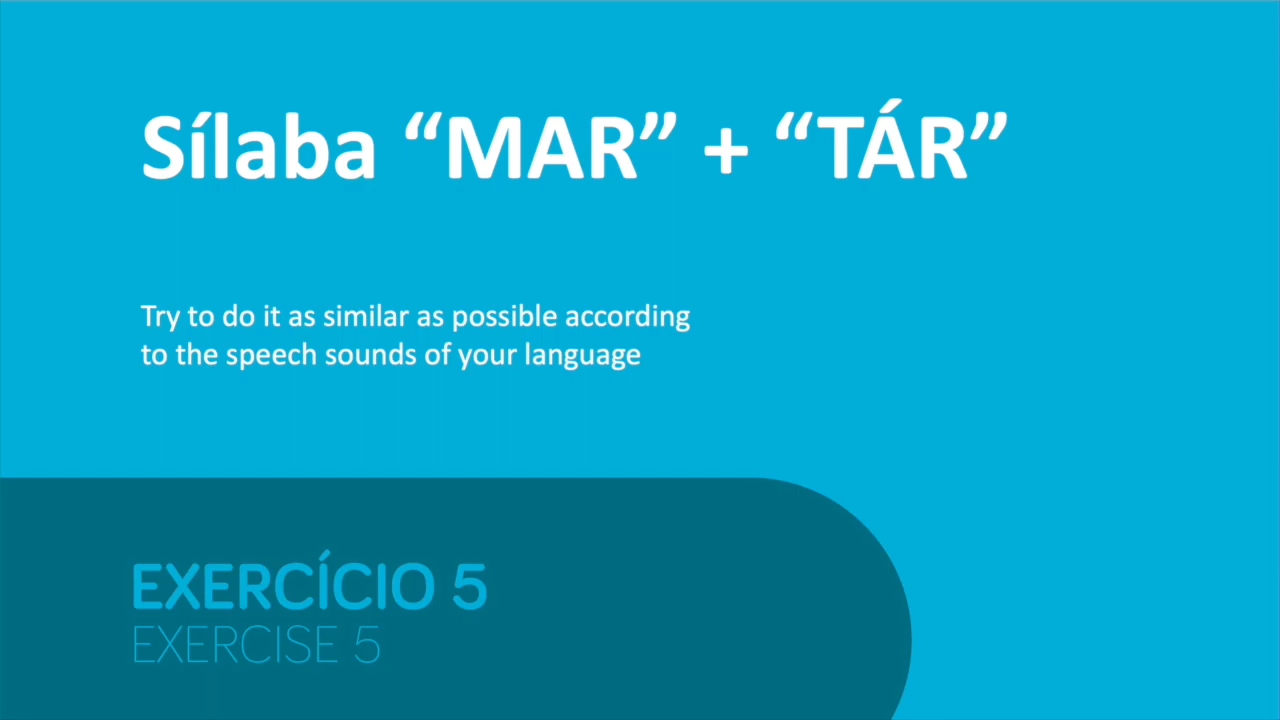 Sílaba “MAR” + “TÁR”
Try to do it as similar as possible according
to the speech sounds of your language
EXERCÍCIO 5
EXERCISE 5